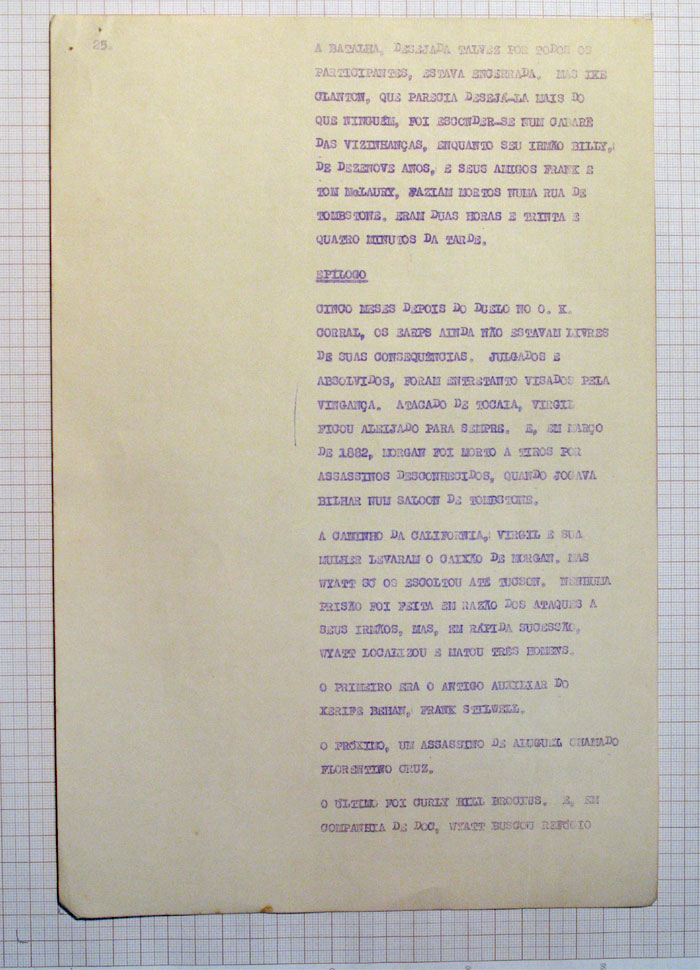 25.
A BATALHA, DESEJADA TALVEZ POR TODOS OS
PARTICIPANTES, ESTAVA ENCERRADA. MAS IKE
CLANTON, QUE PARECIA DESEJÁ-LA MAIS DO
QUE NINGUÉM, FOI ESCONDER-SE NUM CABARÉ
DAS VIZINHANÇAS, ENQUANTO SEU IRMÃO BILLY,
DE DEZENOVE ANOS, E SEUS AMIGOS FRANK E
TOM McLAURY, FAZIAM MORTOS NUMA RUA DE
TOMBSTONE. ERAM DUAS HORAS E TRINTA E
QUATRO MINUTOS DA TARDE.
EPÍLOGO
CINCO MESES DEPOIS DO DUELO NO O. K.
CORRAL, OS EARPS AINDA NÃO ESTAVAM LIVRES
DE SUAS CONSEQUÊNCIAS. JULGADOS E
ABSOLVIDOS, FORAM ENTRETANTO VISADOS PELA
VINGANÇA. ATACADO DE TOCAIA, VIRGIL
FICOU ALEIJADO PARA SEMPRE. E, EM MARÇO
DE 1882, MORGAN FOI MORTO A TIROS POR
ASSASSINOS DESCONHECIDOS, QUANDO JOGAVA
BILHAR NUM SALOON DE TOMBSTONE.
A CAMINHO DA CALIFORNIA, VIRGIL E SUA
MULHER LEVARAM O CAIXÃO DE MORGAN. MAS
WYATT SÓ OS ESCOLTOU ATÉ TUCSON. NENHUMA
PRISÃO FOI FEITA EM RAZÃO DOS ATAQUES A
SEUS IRMÃOS, MAS, EM RÁPIDA SUCESSÃO,
WYATT LOCALIZOU E MATOU TRÊS HOMENS.
O PRIMEIRO ERA O ANTIGO AUXILIAR DO
XERIFE BEHAN, FRANK STILWELL.
O PRÓXIMO, UM ASSASSINO DE ALUGUEL CHAMADO
FLORENTINO CRUZ.
O ÚLTIMO FOI CURLY BILL BROCIUS. E, EM
COMPANHIA DE DOC, WYATT BUSCOU REFÚGIO